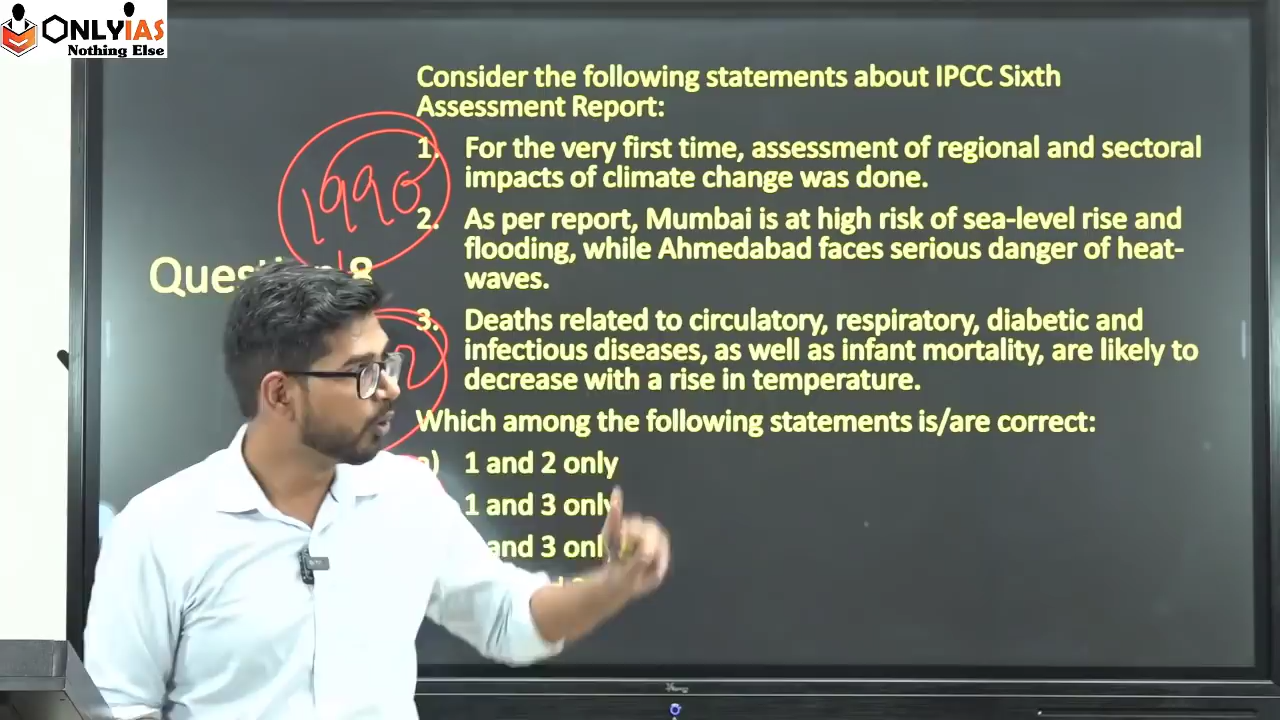 ONLYIAS
Nothing Else
Consider the following statements about IPCC Sixth
Assessment Report:
1. For the very first time, assessment of regional and sectoral
impacts of climate change was done.
2. As per report, Mumbai is at high risk of sea-level rise and
flooding, while Ahmedabad faces serious danger of heat-
waves.
3. Deaths related to circulatory, respiratory, diabetic and
infectious diseases, as well as infant mortality, are likely to
decrease with a rise in temperature.
Which among the following statements is/are correct:
a) 1 and 2 only
1 and 3 only
and 3 only
1990
8